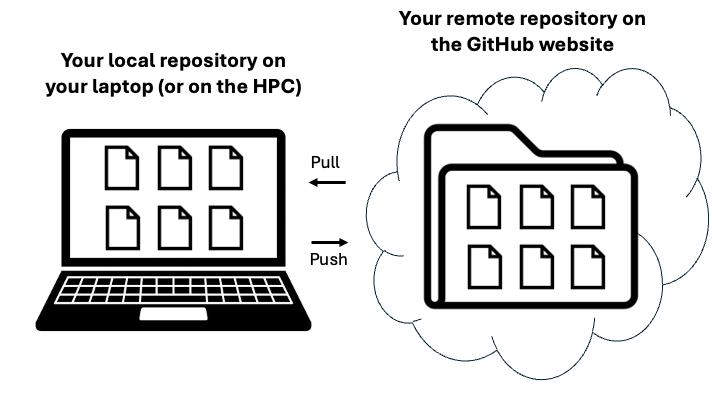 Your remote repository on
the GitHub website
Your local repository on
your laptop (or on the HPC)
Pull
Push